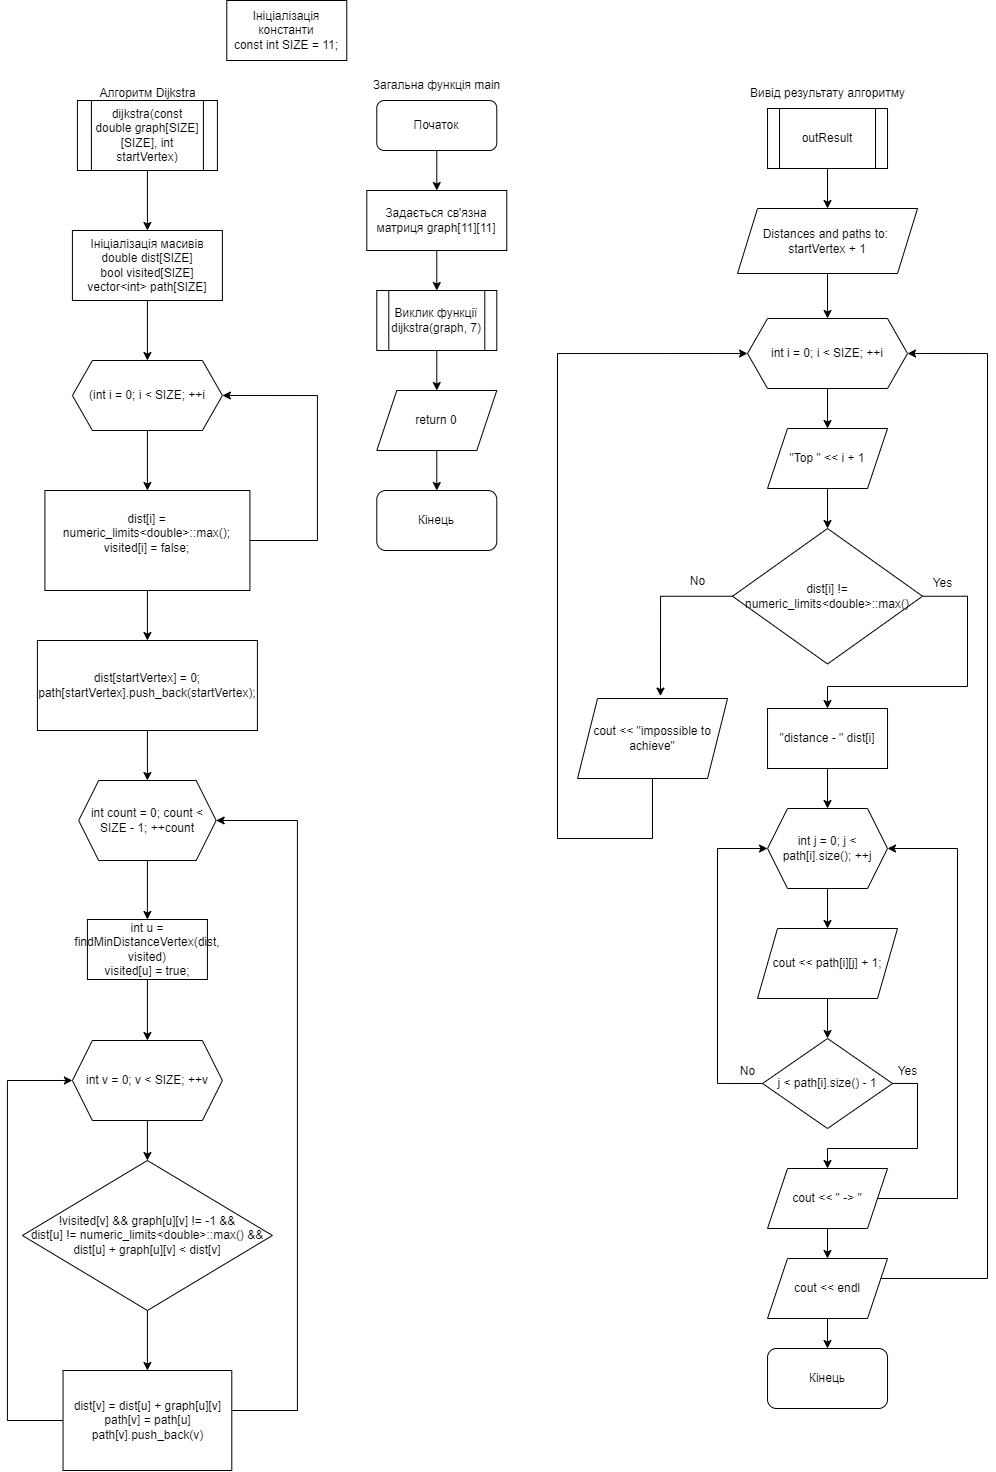 Ініціалізація
константи
const int SIZE = 11;
Алгоритм Dijkstra
dijkstra(const
double graph[SIZE]
[SIZE], int
startVertex)
Ініціалізація масивів
double dist[SIZE]
bool visited[SIZE]
vector<int> path[SIZE]
(int i = 0; i < SIZE; ++i
dist[i] =
numeric_limits<double>::max();
visited[i] = false;
dist[startVertex] = 0;
path[startVertex].push_back(startVertex);
int count = 0; count <
SIZE - 1; ++count
int u =
findMinDistanceVertex(dist,
visited)
visited[u] = true;
int v = 0; v < SIZE; ++v
!visited[v] && graph[u][v] != -1 &&
dist[u] != numeric_limits<double>::max() &&
dist[u] + graph[u][v] < dist[v]
dist[v] = dist[u] + graph[u][v]
path[v] = path[u]
path[v].push_back(v)
Загальна функція main
Початок
Задається св'язна
матриця graph[11][11]
Виклик функції
dijkstra(graph, 7)
return 0
Кінець
Вивід результату алгоритму
outResult
Distances and paths to:
startVertex + 1
int i = 0; i < SIZE; ++i
"Top " << i + 1
dist[i] !=
numeric_limits<double>::max()
No
Yes
cout << "impossible to
achieve"
"distance - " dist[i]
int j = 0; j <
path[i].size(); ++j
cout << path[i][j] + 1;
j < path[i].size() - 1
No
Yes
cout << " -> "
cout << endl
Кінець